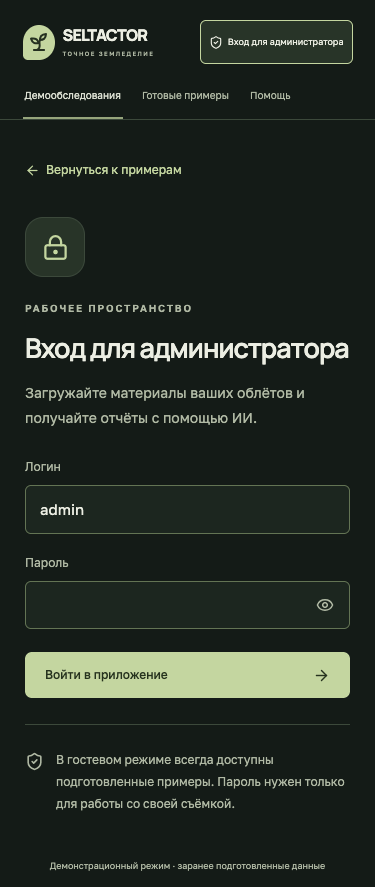 SELTACTOR
ТОЧНОЕ ЗЕМЛЕДЕЛИЕ
Вход для администратора
Демообследования
Готовые примеры
Помощь
Вернуться к примерам
РАБОЧЕЕ ПРОСТРАНСТВО
Вход для администратора
Загружайте материалы ваших облётов и
получайте отчёты с помощью ИИ.
Логин
admin
Пароль
Войти в приложение
В гостевом режиме всегда доступны
подготовленные примеры. Пароль нужен только
для работы со своей съёмкой.
Демонстрационный режим · заранее подготовленные данные